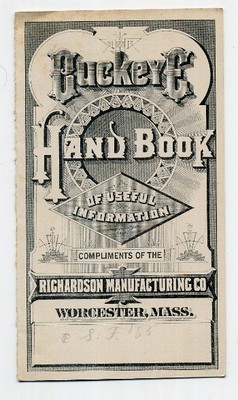 BUCKEYE
HAND BOOK
OF USEFUL
INFORMATION
COMPLIMENTS OF THE
RICHARDSON MANUFACTURING CO
WORCESTER, MASS.